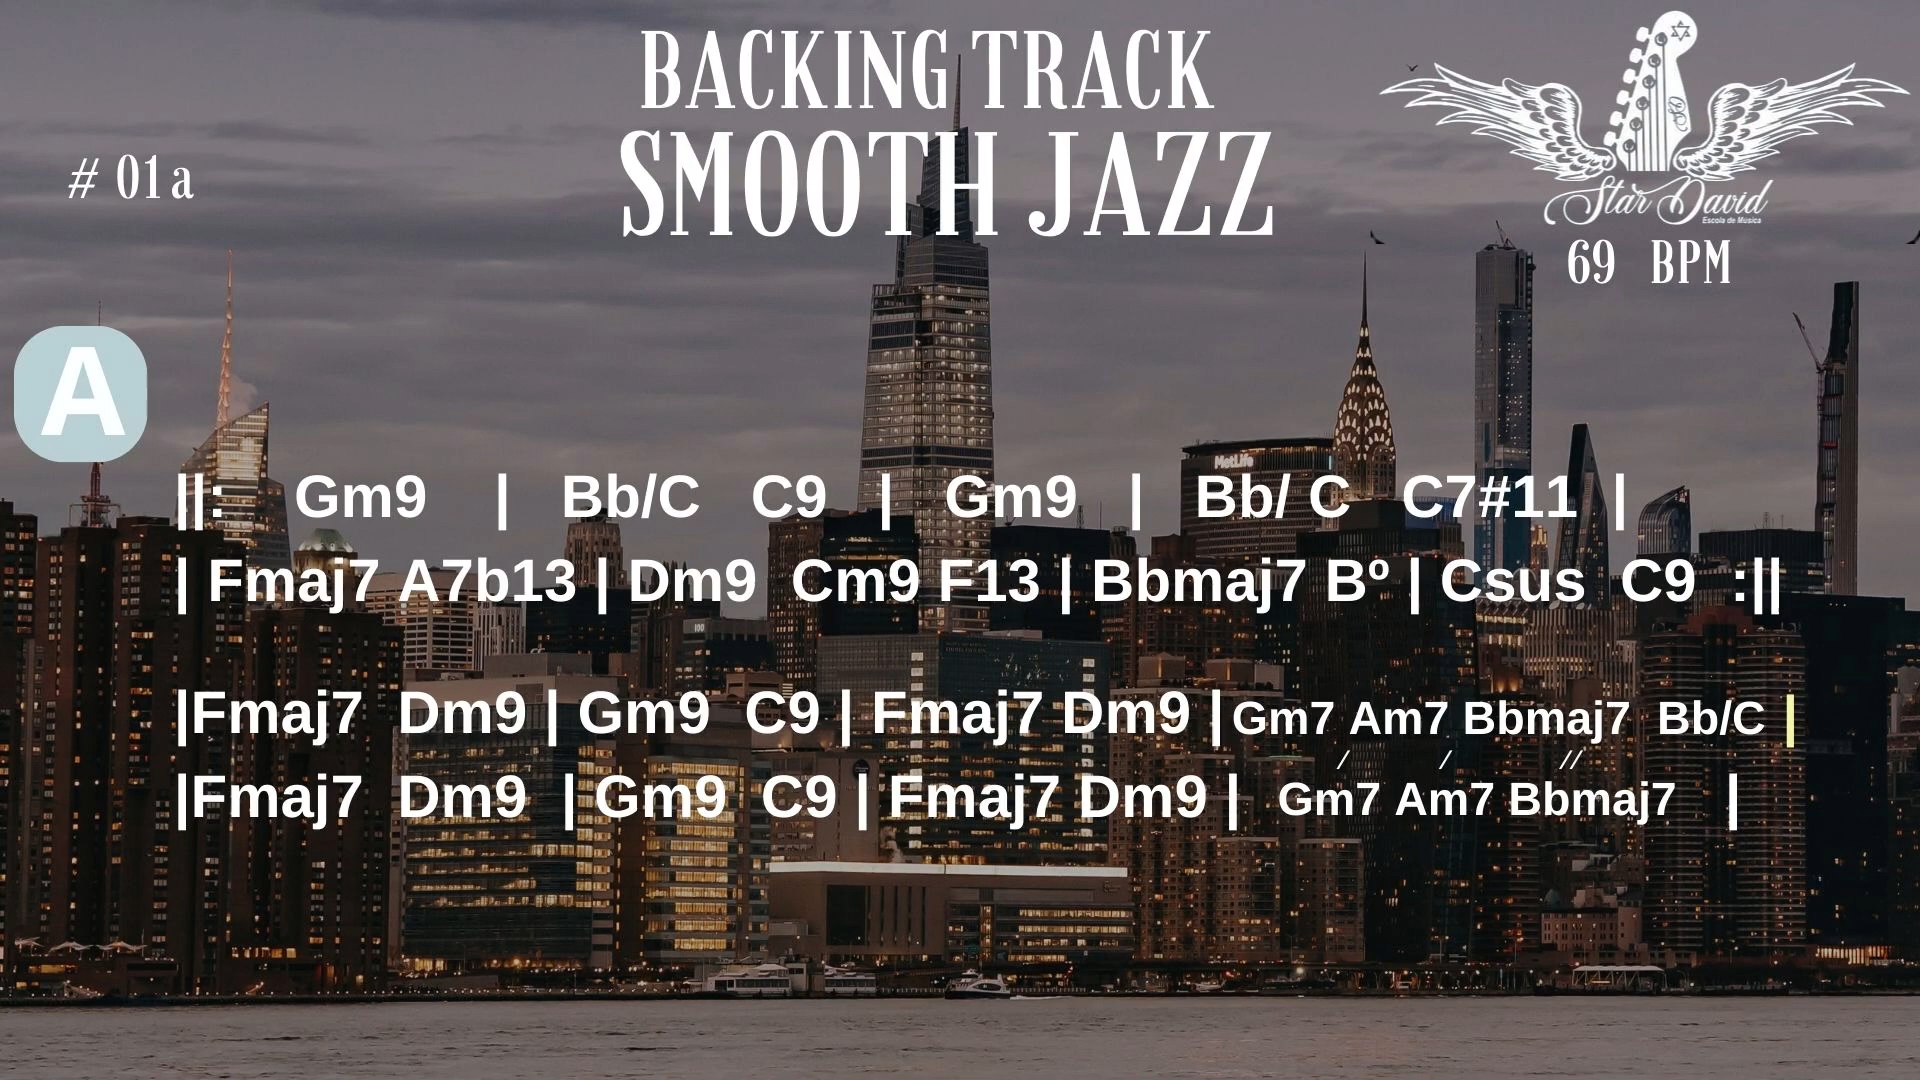 BACKING TRACK
SMOOTH JAZZ
# 01a
Star David
Escola de Música
69 BPM
A
||: Gm9 | Bb/C C9 | Gm9 | Bb/ C C7#11 |
| Fmaj7 A7b13 | Dm9 Cm9 F13 | Bbmaj7 Bº | Csus C9 :||
|Fmaj7 Dm9 | Gm9 C9 | Fmaj7 Dm9 | Gm7 Am7 Bbmaj7 Bb/C |
/ / //
|Fmaj7 Dm9 | Gm9 C9 | Fmaj7 Dm9 | Gm7 Am7 Bbmaj7 |
MetLife
100